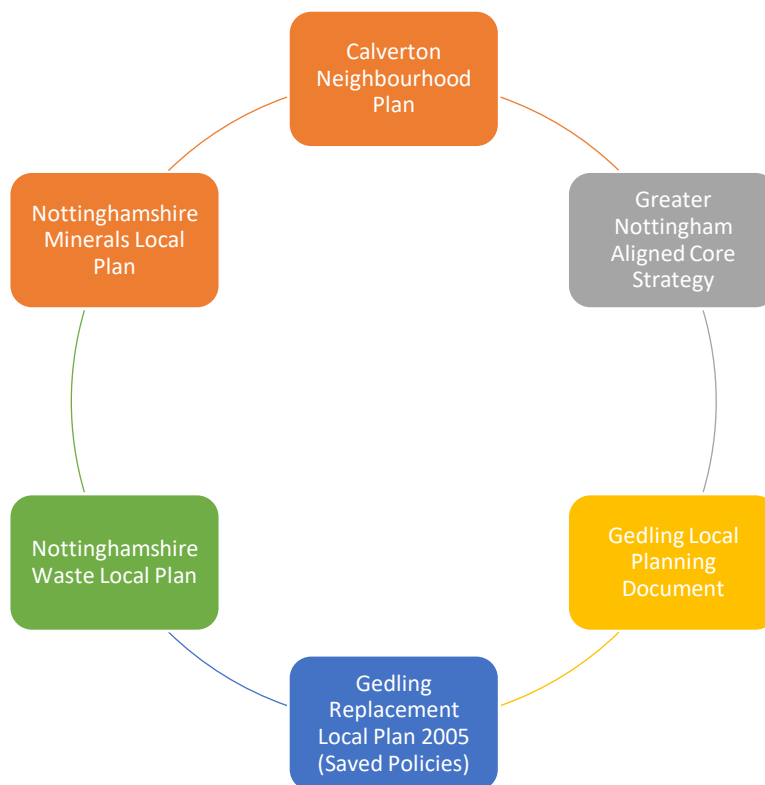 Calverton
Neighbourhood
Plan
Greater
Nottingham
Aligned Core
Strategy
Gedling Local
Planning
Document
Gedling
Replacement
Local Plan 2005
(Saved Policies)
Nottinghamshire
Waste Local Plan
Nottinghamshire
Minerals Local
Plan